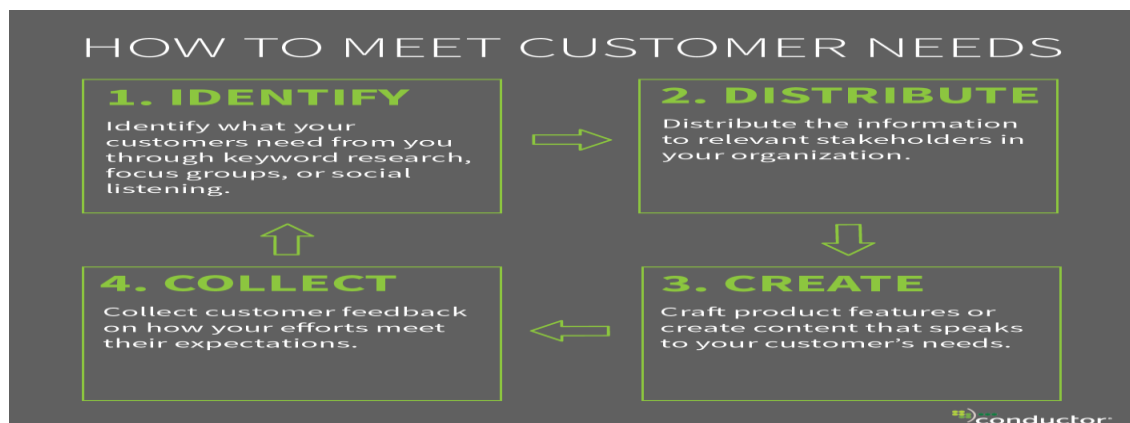 HOW TO MEET CUSTOMER NEEDS
1. IDENTIFY
Identify what your
customers need from you
through keyword research,
focus groups, or social
listening.
2. DISTRIBUTE
Distribute the information
to relevant stakeholders in
your organization.
3. CREATE
Craft product features or
create content that speaks
to your customer's needs.
4. COLLECT
Collect customer feedback
on how your efforts meet
their expectations.
conductor